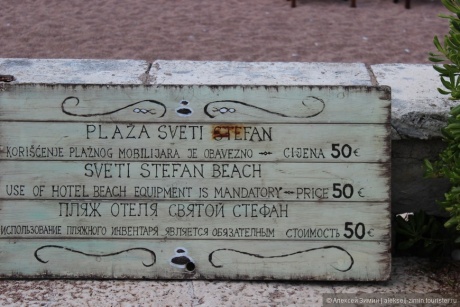 PLAŽA SVETI STEFAN
KORIŠĆENJE PLAŽNOG MOBILIJARA JE OBAVEZNO CIJENA 50€
SVETI STEFAN BEACH
USE OF HOTEL BEACH EQUIPMENT IS MANDATORY PRICE 50€
ПЛЯЖ ОТЕЛЯ СВЯТОЙ СТЕФАН
ИСПОЛЬЗОВАНИЕ ПЛЯЖНОГО ИНВЕНТАРЯ ЯВЛЯЕТСЯ ОБЯЗАТЕЛЬНЫМ СТОИМОСТЬ 50€